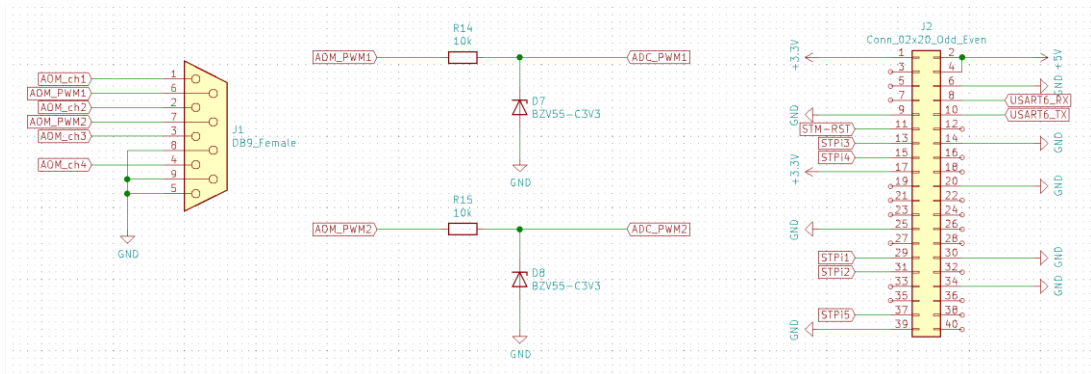 AOM_ch1
AOM_PWM1
AOM_ch2
AOM_PWM2
AOM_ch3
AOM_ch4
1
6
2
7
3
8
4
9
5
J1
DB9_Female
GND
R14
10k
AOM_PWM1
ADC_PWM1
D7
BZV55-C3V3
GND
R15
10k
AOM_PWM2
ADC_PWM2
D8
BZV55-C3V3
GND
J2
Conn_02x20_Odd_Even
+3.3V
1 2
+5V
3 4
5 6
GND
7 8
USART6_RX
GND
9 10
USART6_TX
STM-RST
11 12
STPi3
13 14
GND
STPi4
15 16
+3.3V
17 18
19 20
GND
21 22
23 24
GND
25 26
27 28
STPi1
29 30
GND
STPi2
31 32
33 34
GND
35 36
STPi5
37 38
GND
39 40